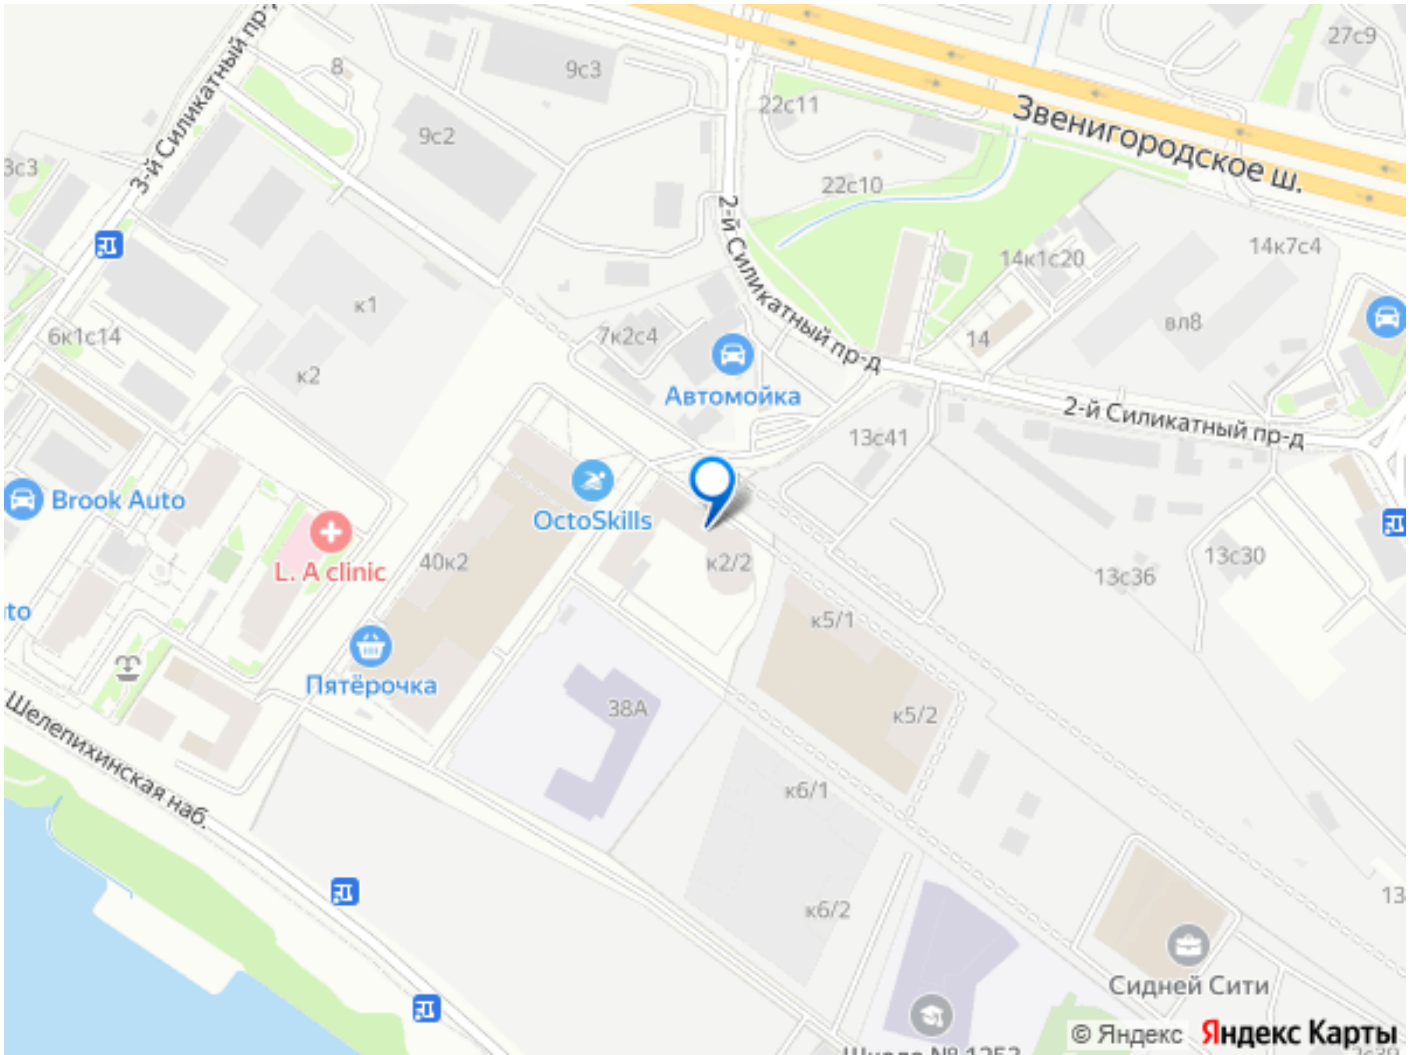 3-й Силикатный пр-д
8
9с3
27с9
22с11
Звенигородское ш.
9с2
3с3
22с10
2-й Силикатный пр-д
14к7с4
14к1с20
к1
вл8
6к1с14
7к2с4
14
к2
Автомойка
2-й Силикатный пр-д
13с41
Brook Auto
OctoSkills
L. A clinic
40к2
к2/2
13с30
13с36
to
к5/1
Пятёрочка
38А
к5/2
Шелепихинская наб.
к6/1
13
к6/2
Сидней Сити
© Яндекс Яндекс Карты